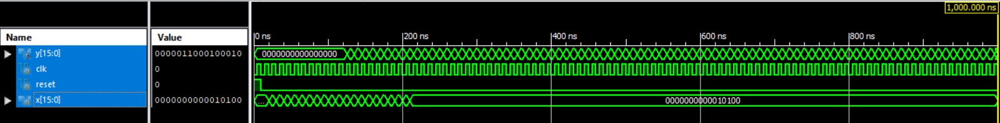 1,000.000 ns
Name Value
0 ns 200 ns 400 ns 600 ns 800 ns
y[15:0] 0000011000100010 0000000000000000
clk 0
reset 0
x[15:0] 0000000000010100 ... 0000000000010100